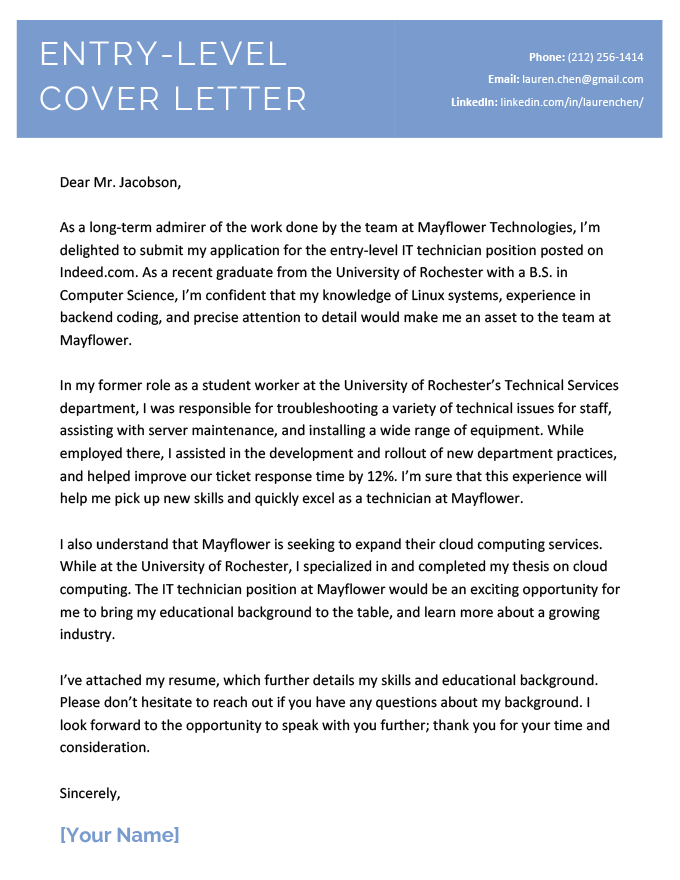 ENTRY-LEVEL
COVER LETTER
Phone: (212) 256-1414
Email: lauren.chen@gmail.com
LinkedIn: linkedin.com/in/laurenchen/
Dear Mr. Jacobson,
As a long-term admirer of the work done by the team at Mayflower Technologies, I’m
delighted to submit my application for the entry-level IT technician position posted on
Indeed.com. As a recent graduate from the University of Rochester with a B.S. in
Computer Science, I’m confident that my knowledge of Linux systems, experience in
backend coding, and precise attention to detail would make me an asset to the team at
Mayflower.
In my former role as a student worker at the University of Rochester’s Technical Services
department, I was responsible for troubleshooting a variety of technical issues for staff,
assisting with server maintenance, and installing a wide range of equipment. While
employed there, I assisted in the development and rollout of new department practices,
and helped improve our ticket response time by 12%. I’m sure that this experience will
help me pick up new skills and quickly excel as a technician at Mayflower.
I also understand that Mayflower is seeking to expand their cloud computing services.
While at the University of Rochester, I specialized in and completed my thesis on cloud
computing. The IT technician position at Mayflower would be an exciting opportunity for
me to bring my educational background to the table, and learn more about a growing
industry.
I’ve attached my resume, which further details my skills and educational background.
Please don’t hesitate to reach out if you have any questions about my background. I
look forward to the opportunity to speak with you further; thank you for your time and
consideration.
Sincerely,
[Your Name]